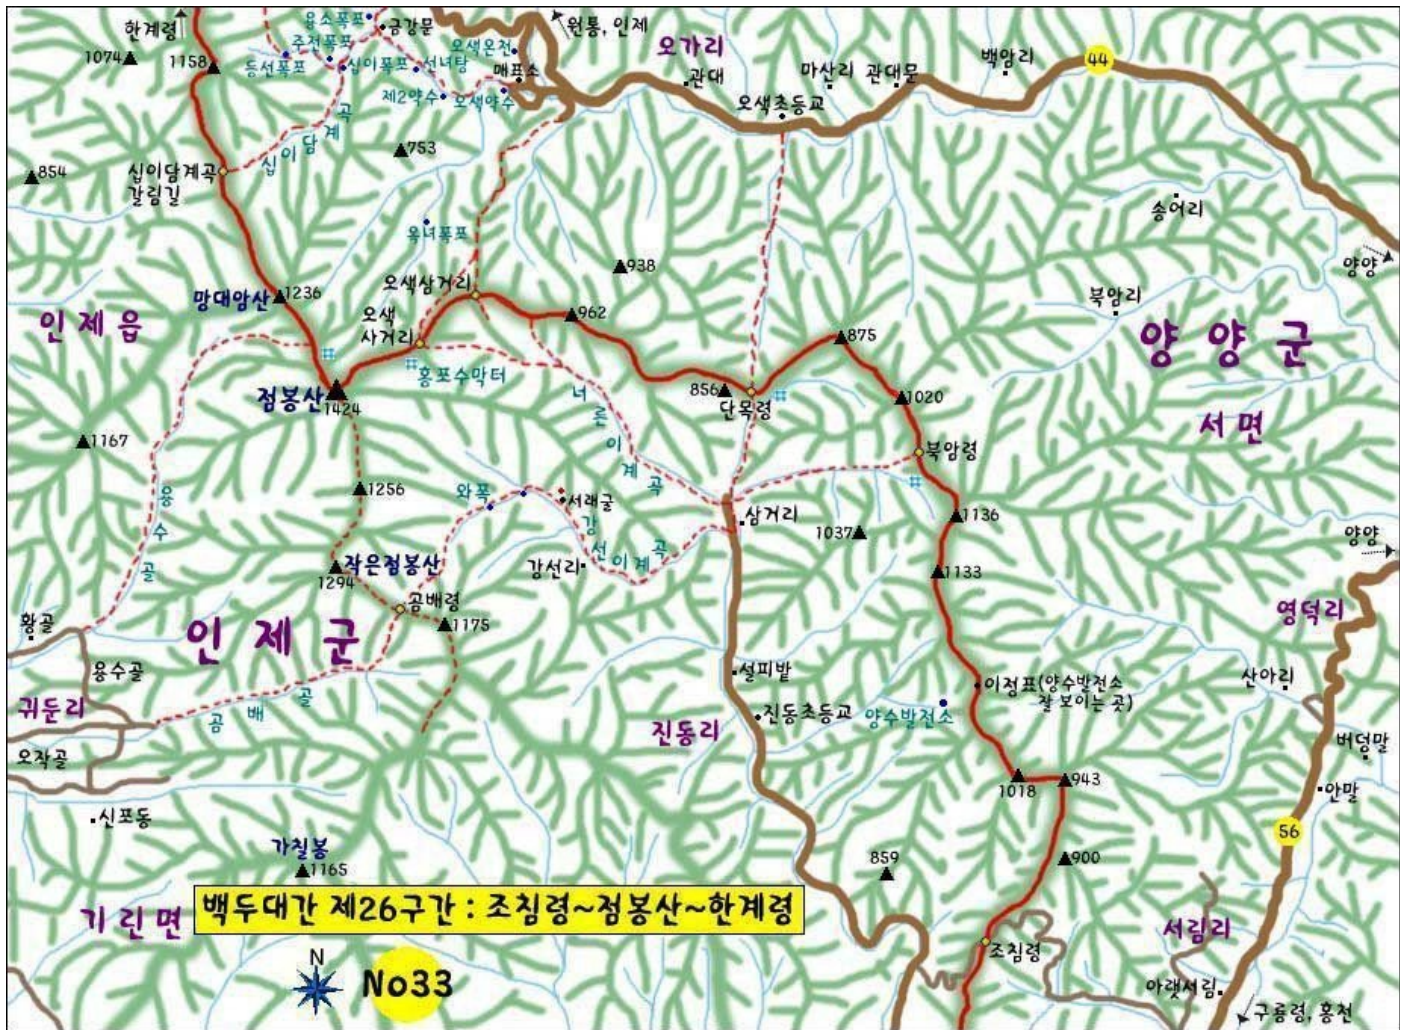 한계령
용소폭포
금강문
원통, 인제
1074
1158
주전폭포
등선폭포
십이폭포
선녀탕
오색온천
매표소
제2약수
오색약수
오가리
관대
마산리
관대문
백암리
44
오색초등교
십이담계곡
753
854
십이담계곡
갈림길
옥녀폭포
송어리
938
양양
망대암산
1236
오색삼거리
오색
사거리
962
875
북암리
인제읍
양양군
홍포수막터
점봉산
1424
너른이계곡
856
단목령
1020
서면
1167
북암령
1256
용수골
와폭
서래굴
삼거리
1037
1136
양양
작은점봉산
1294
강선리
강선이계곡
1133
곰배령
1175
영덕리
황골
인제군
용수골
설피밭
이정표(양수발전소
잘 보이는 곳)
산아리
귀둔리
곰배골
진동리
진동초등교
양수발전소
버덩말
오작골
1018
943
안말
신포동
56
가칠봉
1165
859
900
기린면
백두대간 제26구간 : 조침령~점봉산~한계령
서림리
조침령
N
No33
아랫서림
구룡령, 홍천